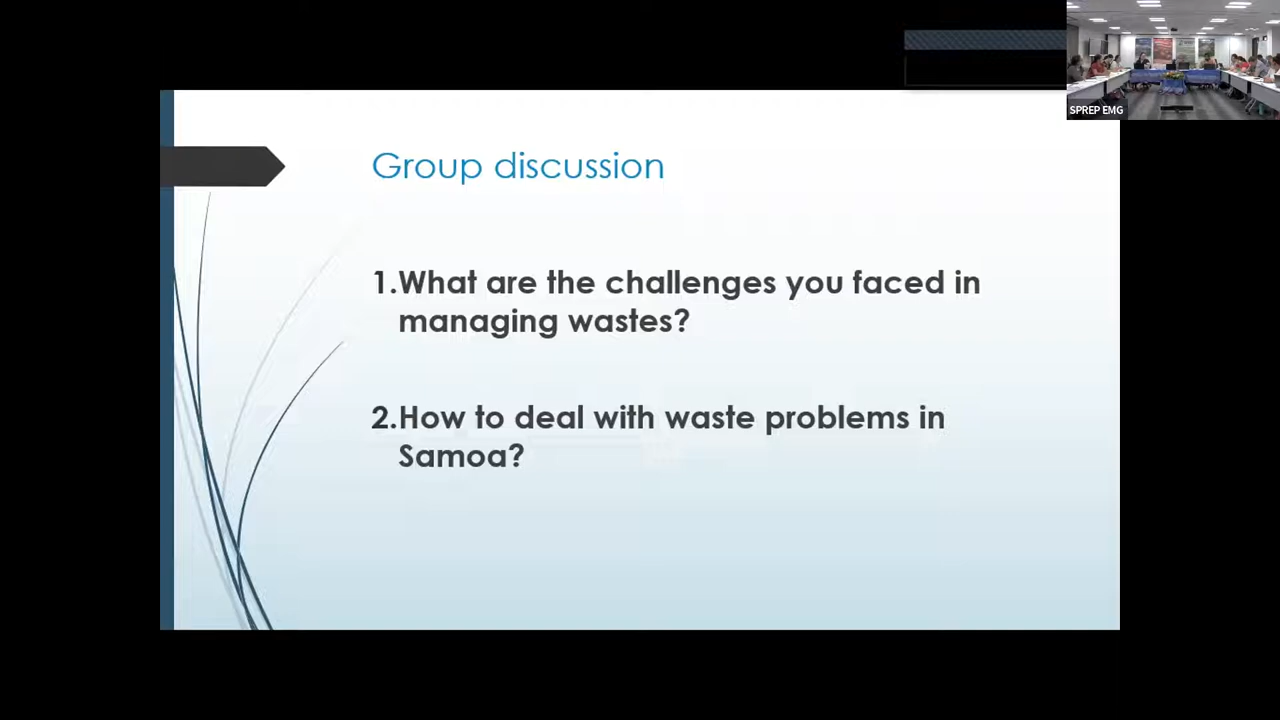 SPREP EMG
Group discussion
1.What are the challenges you faced in
managing wastes?
2.How to deal with waste problems in
Samoa?